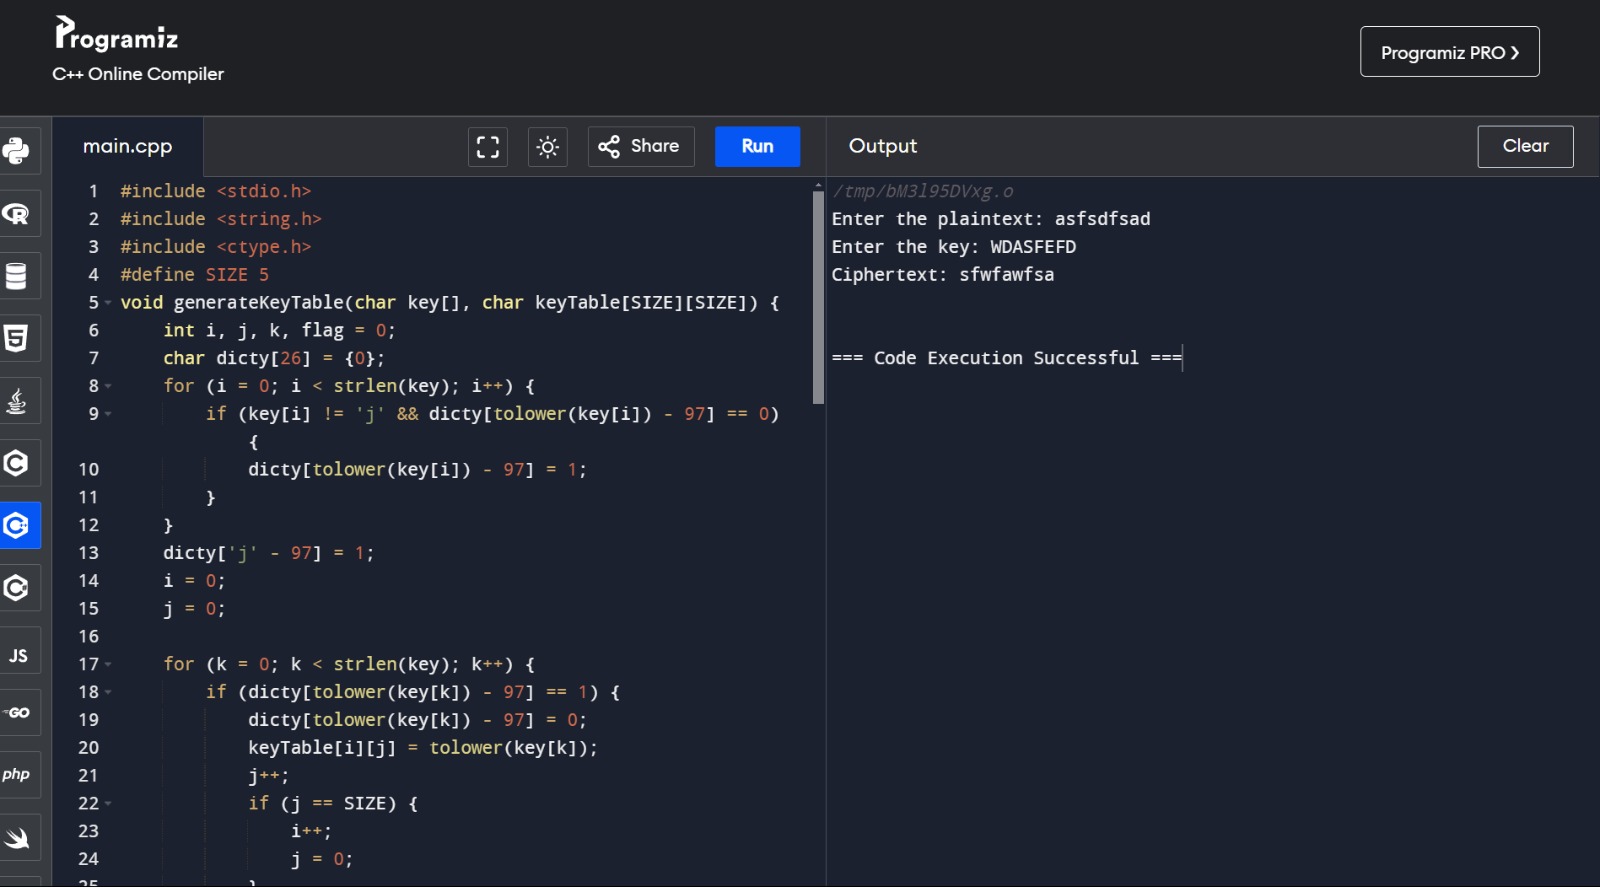 Programiz
C++ Online Compiler
Programiz PRO ❯
main.cpp
Share
Run
Output
Clear
1 #include <stdio.h>
2 #include <string.h>
3 #include <ctype.h>
4 #define SIZE 5
5 void generateKeyTable(char key[], char keyTable[SIZE][SIZE]) {
6     int i, j, k, flag = 0;
7     char dicty[26] = {0};
8     for (i = 0; i < strlen(key); i++) {
9         if (key[i] != 'j' && dicty[tolower(key[i]) - 97] == 0)
            {
10             dicty[tolower(key[i]) - 97] = 1;
11         }
12     }
13     dicty['j' - 97] = 1;
14     i = 0;
15     j = 0;
16
17     for (k = 0; k < strlen(key); k++) {
18         if (dicty[tolower(key[k]) - 97] == 1) {
19             dicty[tolower(key[k]) - 97] = 0;
20             keyTable[i][j] = tolower(key[k]);
21             j++;
22             if (j == SIZE) {
23                 i++;
24                 j = 0;
25             }
/tmp/bM3l95DVxg.o
Enter the plaintext: asfsdfsad
Enter the key: WDASFEFD
Ciphertext: sfwfawfsa
=== Code Execution Successful ===
R
5
C
C
C
JS
GO
php